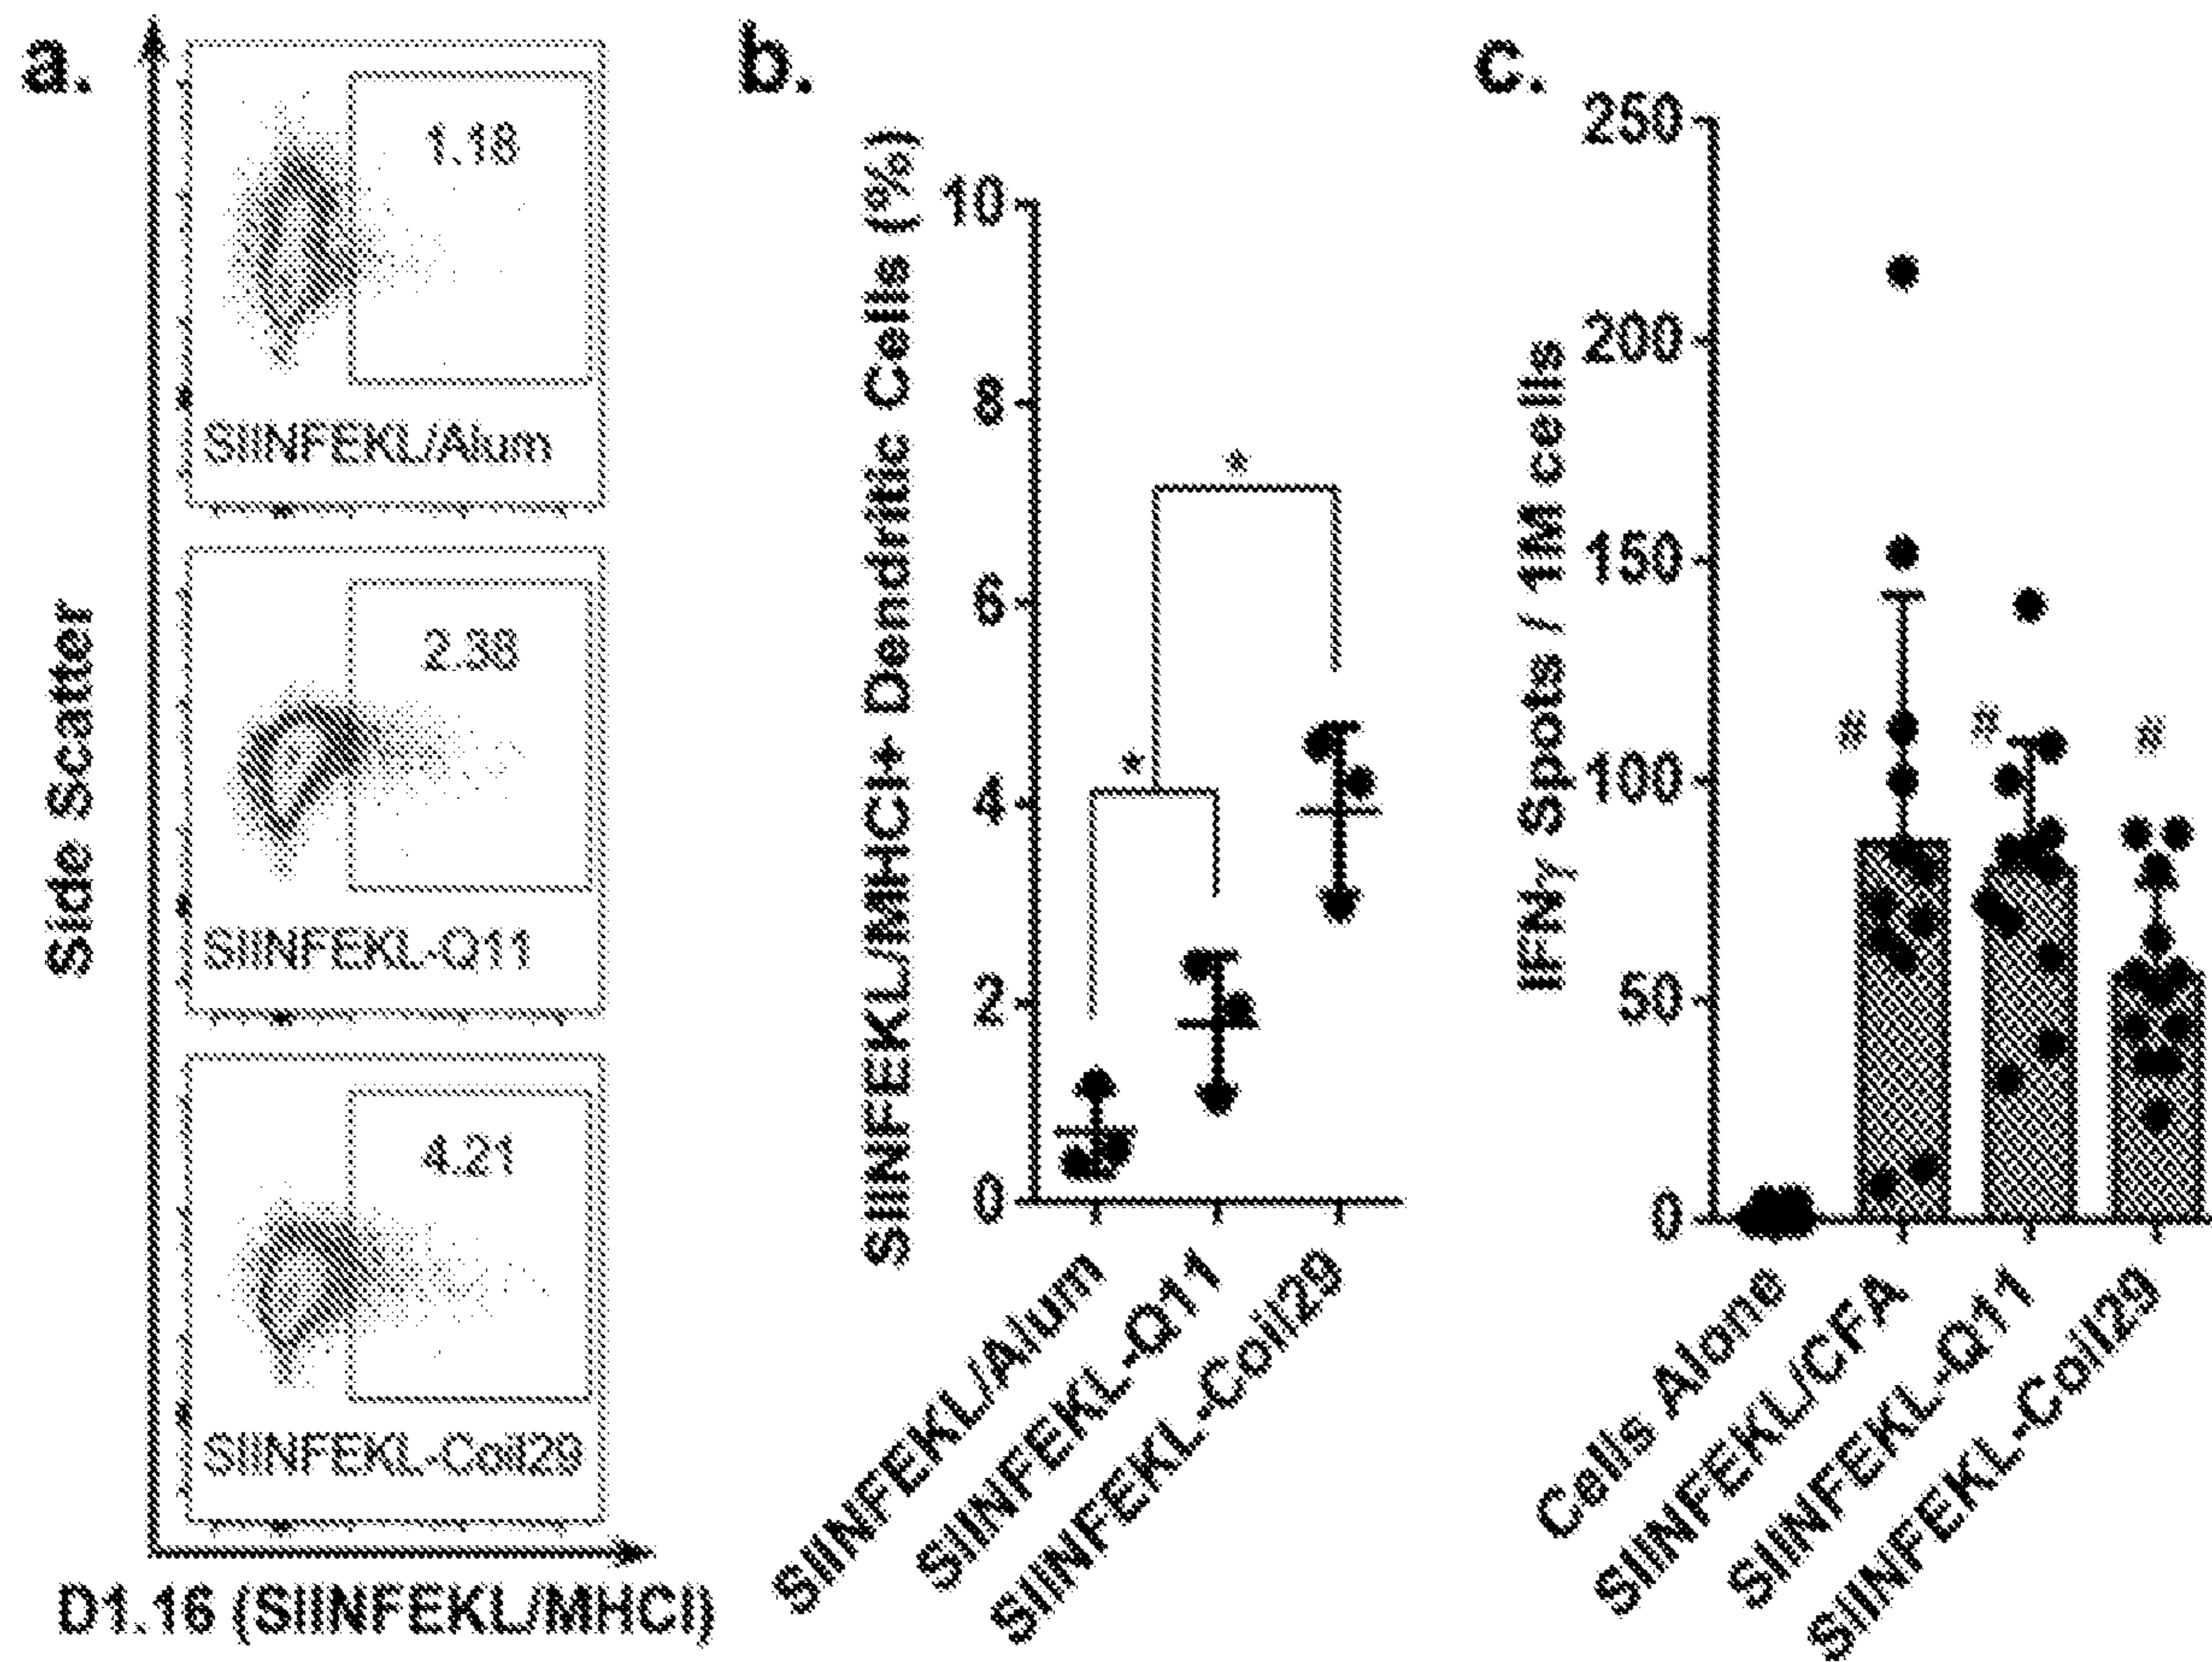 a.
Side Scatter
1.18
SIINFEKL/Alum
2.38
SIINFEKL-Q11
4.21
SIINFEKL-Coil29
D1.16 (SIINFEKL/MHCI)
b.
SIINFEKL/MHCI+ Dendritic Cells (%)
10
8
6
4
2
0
*
*
SIINFEKL/Alum
SIINFEKL-Q11
SIINFEKL-Coil29
c.
IFNγ Spots / 1M cells
250
200
150
100
50
0
# # #
Cells Alone
SIINFEKL/CFA
SIINFEKL-Q11
SIINFEKL-Coil29